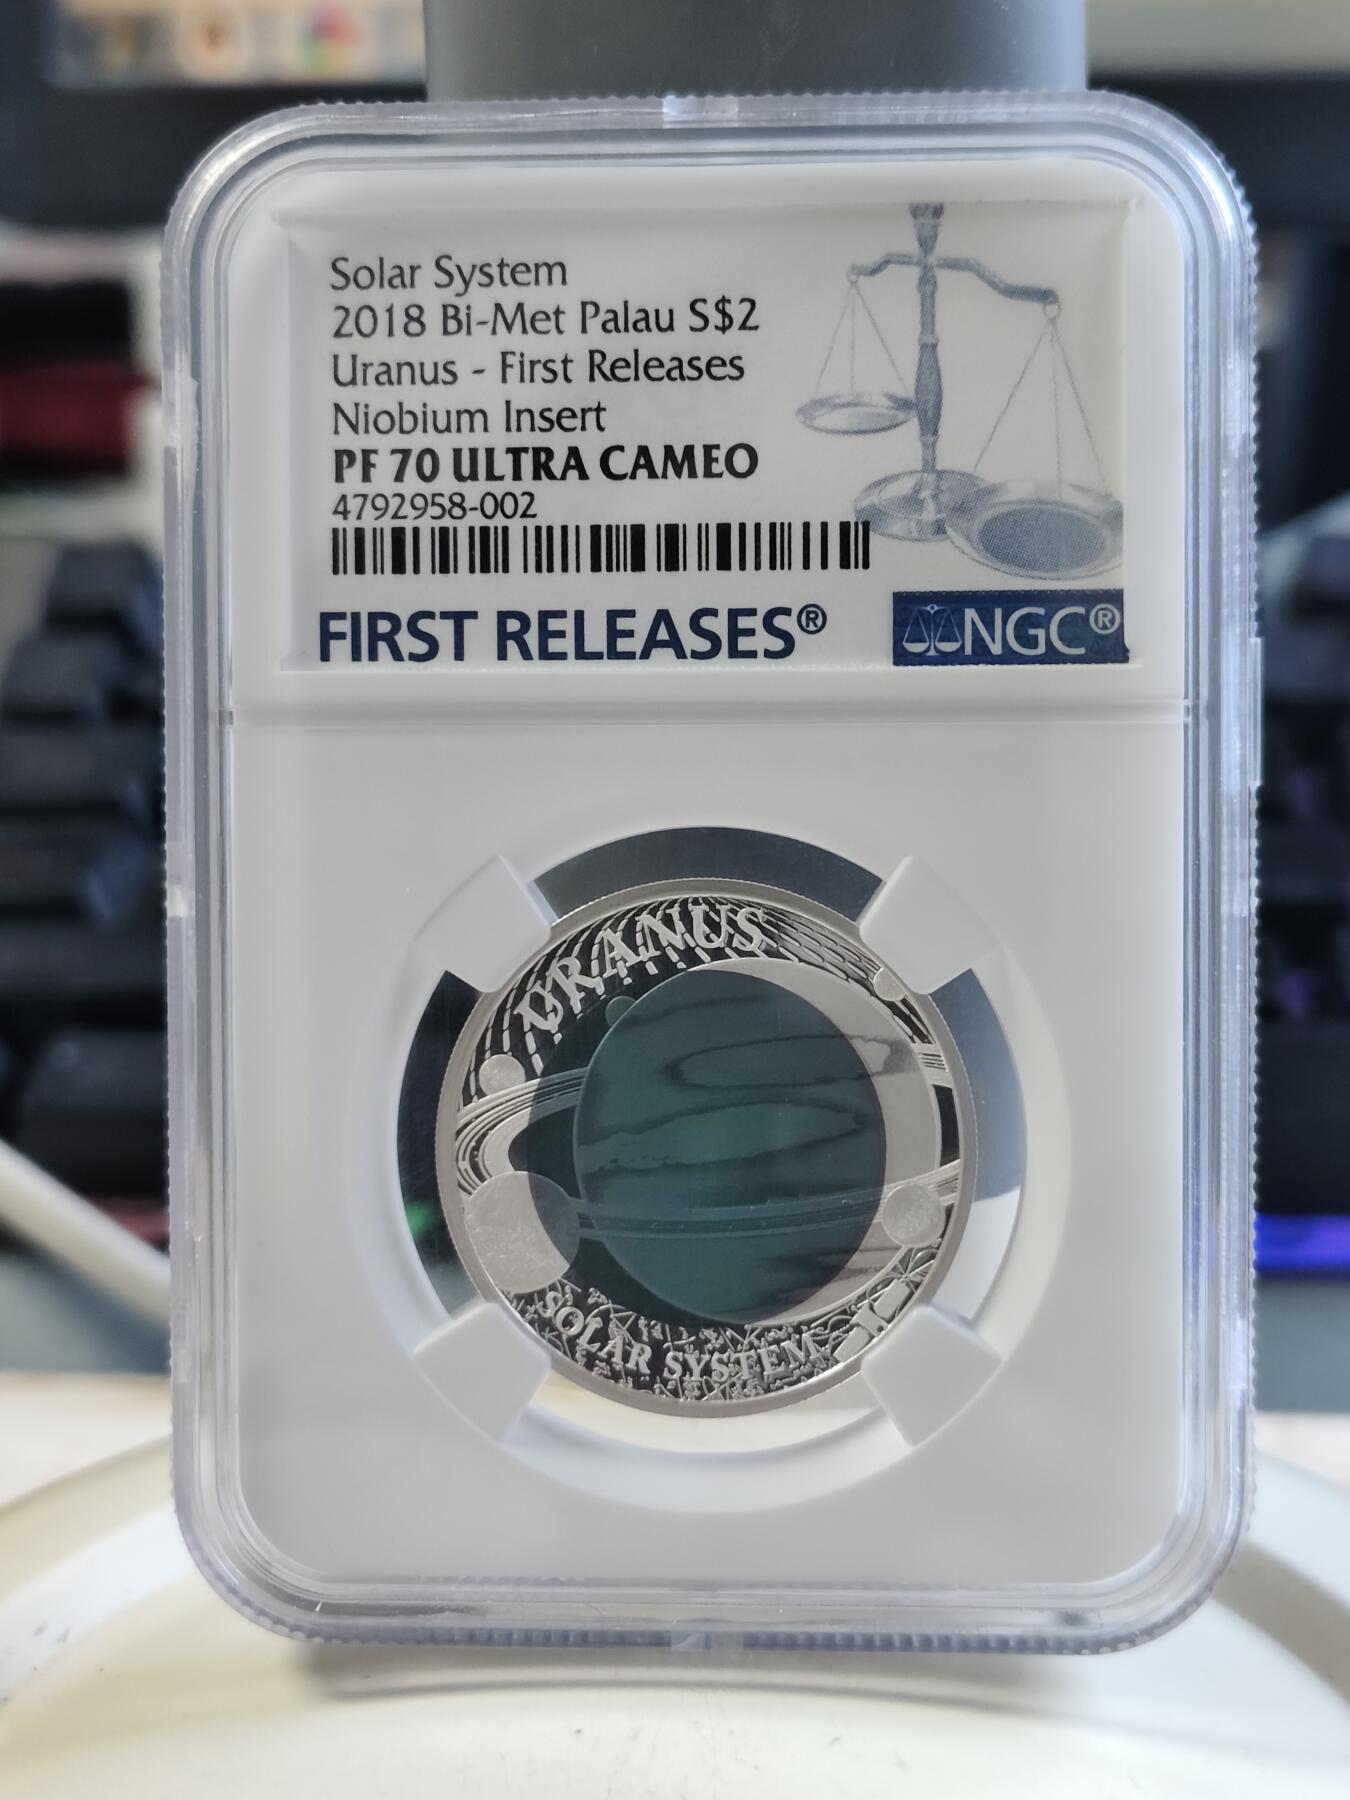 Solar System
2018 Bi-Met Palau S$2
Uranus - First Releases
Niobium Insert
PF 70 ULTRA CAMEO
4792958-002
FIRST RELEASES®
NGC®
URANUS
SOLAR SYSTEM